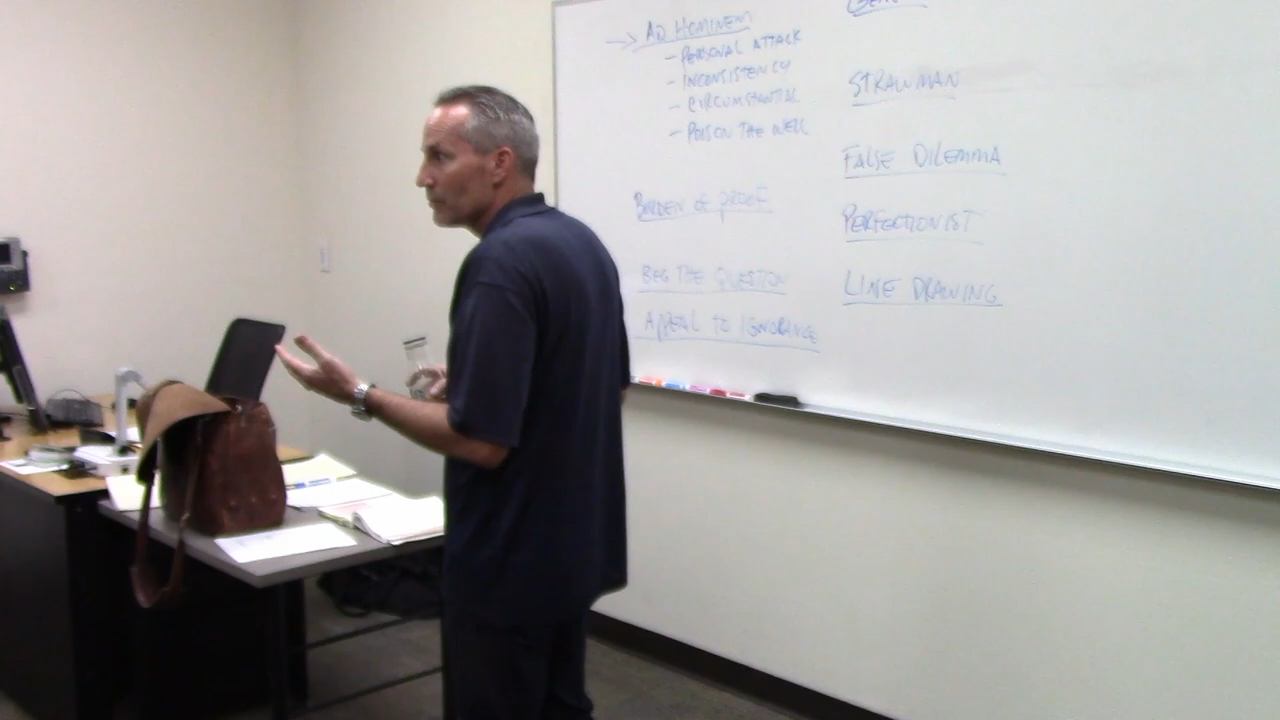 → AD HOMINEM
- PERSONAL ATTACK
- INCONSISTENCY
- CIRCUMSTANTIAL
- POISON THE WELL
BURDEN OF PROOF
BEG THE QUESTION
APPEAL TO IGNORANCE
STRAWMAN
FALSE DILEMMA
PERFECTIONIST
LINE DRAWING